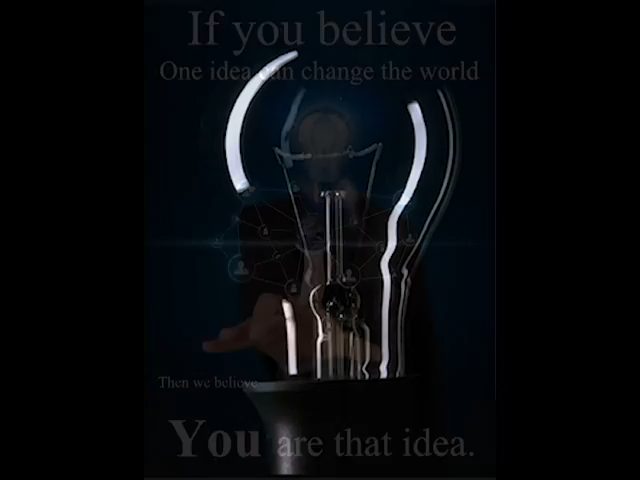 If you believe
One idea can change the world
Then we believe
You are that idea.